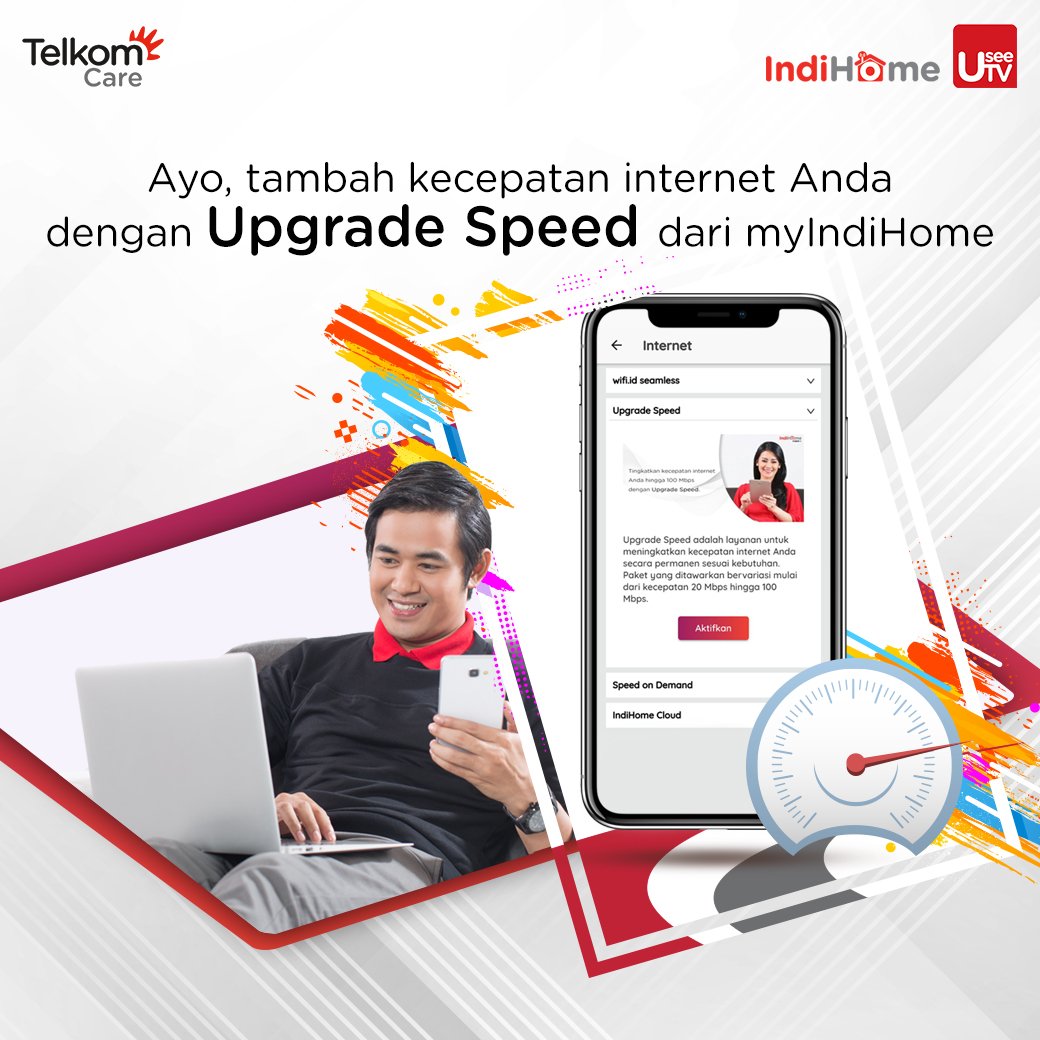 Telkom
Care
IndiHome
UseeTV
Ayo, tambah kecepatan internet Anda
dengan Upgrade Speed dari myIndiHome
Internet
wifi.id seamless
Upgrade Speed
IndiHome
Tingkatkan kecepatan internet
Anda hingga 100 Mbps
dengan Upgrade Speed.
Upgrade Speed adalah layanan untuk
meningkatkan kecepatan internet Anda
secara permanen sesuai kebutuhan.
Paket yang ditawarkan bervariasi mulai
dari kecepatan 20 Mbps hingga 100
Mbps.
Aktifkan
Speed on Demand
IndiHome Cloud